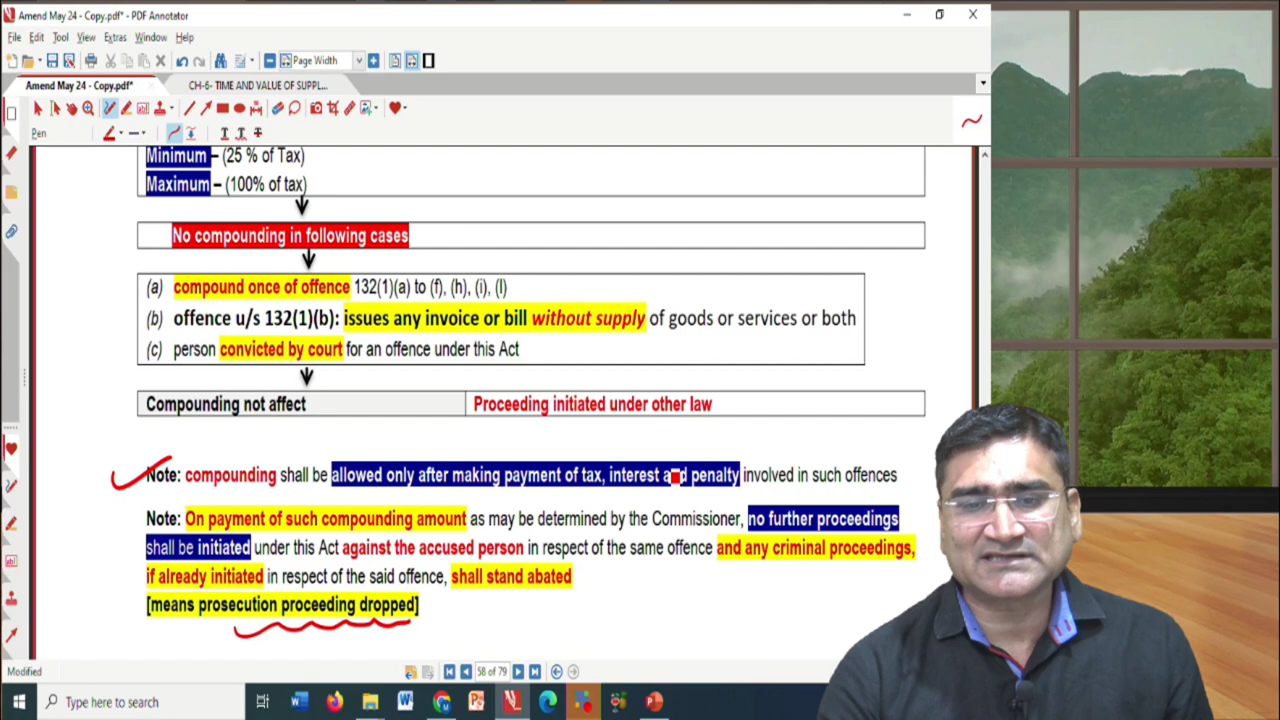 Amend May 24 - Copy.pdf* - PDF Annotator
File Edit Tool View Extras Window Help
Page Width
Amend May 24 - Copy.pdf*
CH-6- TIME AND VALUE OF SUPPL...
Pen
Minimum – (25 % of Tax)
Maximum – (100% of tax)
No compounding in following cases
(a) compound once of offence 132(1)(a) to (f), (h), (i), (l)
(b) offence u/s 132(1)(b): issues any invoice or bill without supply of goods or services or both
(c) person convicted by court for an offence under this Act
Compounding not affect
Proceeding initiated under other law
Note: compounding shall be allowed only after making payment of tax, interest and penalty involved in such offences
Note: On payment of such compounding amount as may be determined by the Commissioner, no further proceedings
shall be initiated under this Act against the accused person in respect of the same offence and any criminal proceedings,
if already initiated in respect of the said offence, shall stand abated
[means prosecution proceeding dropped]
Modified
58 of 79
Type here to search